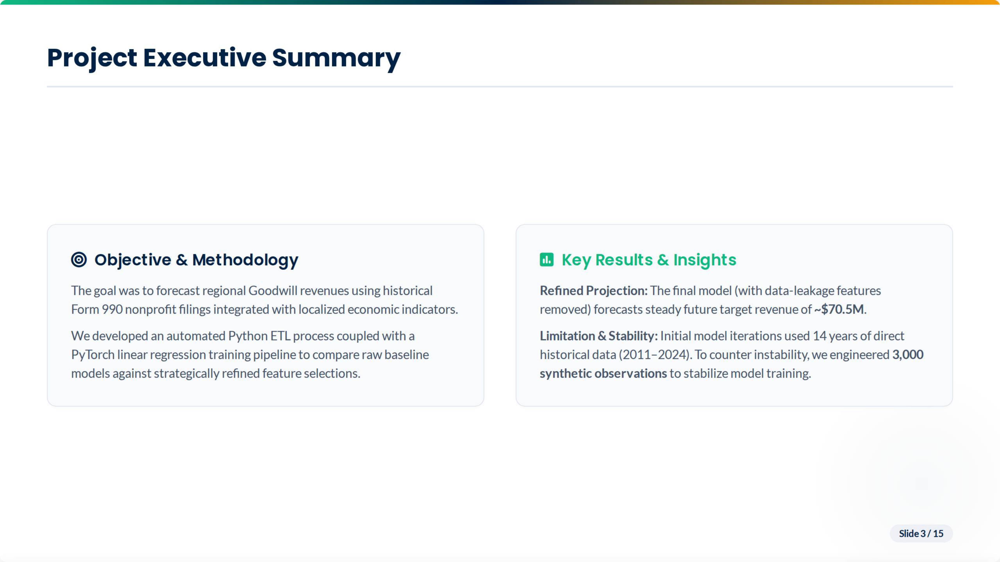 Project Executive Summary
Objective & Methodology
The goal was to forecast regional Goodwill revenues using historical
Form 990 nonprofit filings integrated with localized economic indicators.
We developed an automated Python ETL process coupled with a
PyTorch linear regression training pipeline to compare raw baseline
models against strategically refined feature selections.
Key Results & Insights
Refined Projection: The final model (with data-leakage features
removed) forecasts steady future target revenue of ~$70.5M.
Limitation & Stability: Initial model iterations used 14 years of direct
historical data (2011–2024). To counter instability, we engineered 3,000
synthetic observations to stabilize model training.
Slide 3 / 15